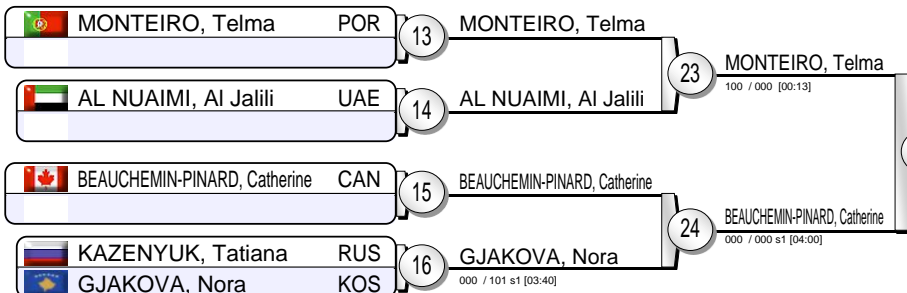 MONTEIRO, Telma POR
13
MONTEIRO, Telma
AL NUAIMI, Al Jalili UAE
14
AL NUAIMI, Al Jalili
23
MONTEIRO, Telma
100 / 000 [00:13]
BEAUCHEMIN-PINARD, Catherine CAN
15
BEAUCHEMIN-PINARD, Catherine
KAZENYUK, Tatiana RUS
GJAKOVA, Nora KOS
16
GJAKOVA, Nora
000 / 101 s1 [03:40]
24
BEAUCHEMIN-PINARD, Catherine
000 / 000 s1 [04:00]